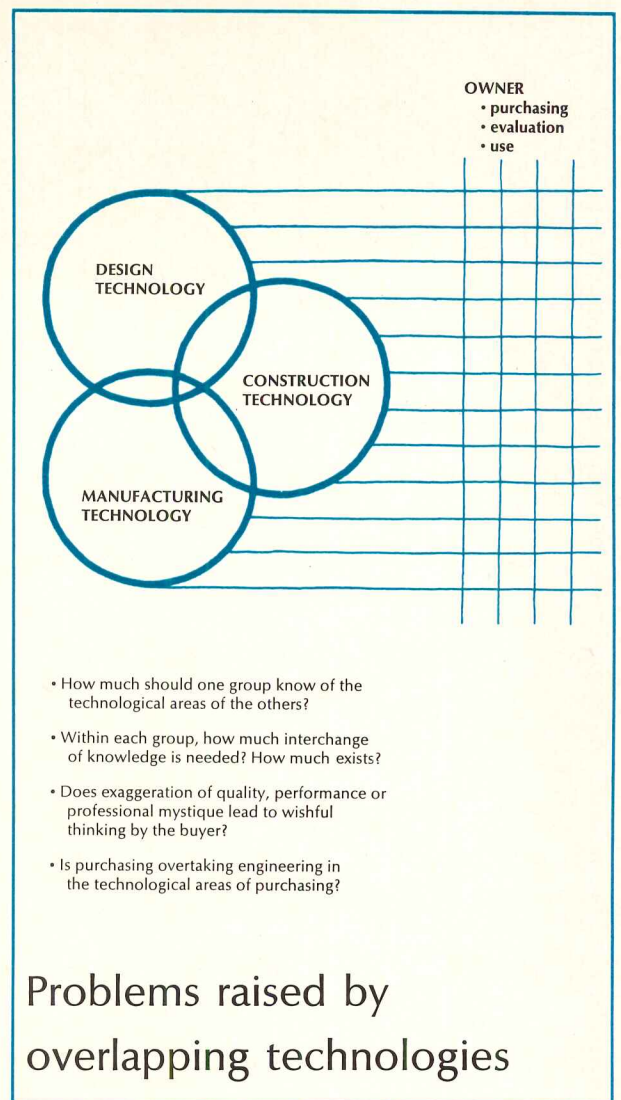 OWNER
• purchasing
• evaluation
• use
DESIGN
TECHNOLOGY
CONSTRUCTION
TECHNOLOGY
MANUFACTURING
TECHNOLOGY
• How much should one group know of the
technological areas of the others?
• Within each group, how much interchange
of knowledge is needed? How much exists?
• Does exaggeration of quality, performance or
professional mystique lead to wishful
thinking by the buyer?
• Is purchasing overtaking engineering in
the technological areas of purchasing?
Problems raised by
overlapping technologies